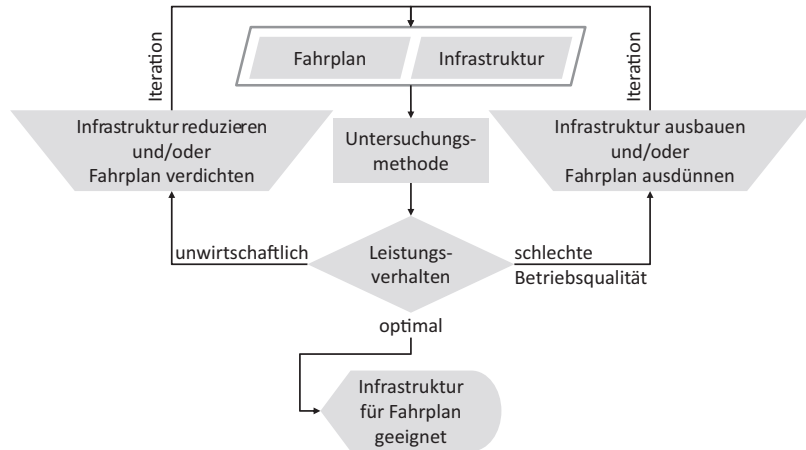 Iteration
Iteration
Fahrplan
Infrastruktur
Infrastruktur reduzieren
und/oder
Fahrplan verdichten
Untersuchungs-
methode
Infrastruktur ausbauen
und/oder
Fahrplan ausdünnen
unwirtschaftlich
Leistungs-
verhalten
schlechte
Betriebsqualität
optimal
Infrastruktur
für Fahrplan
geeignet